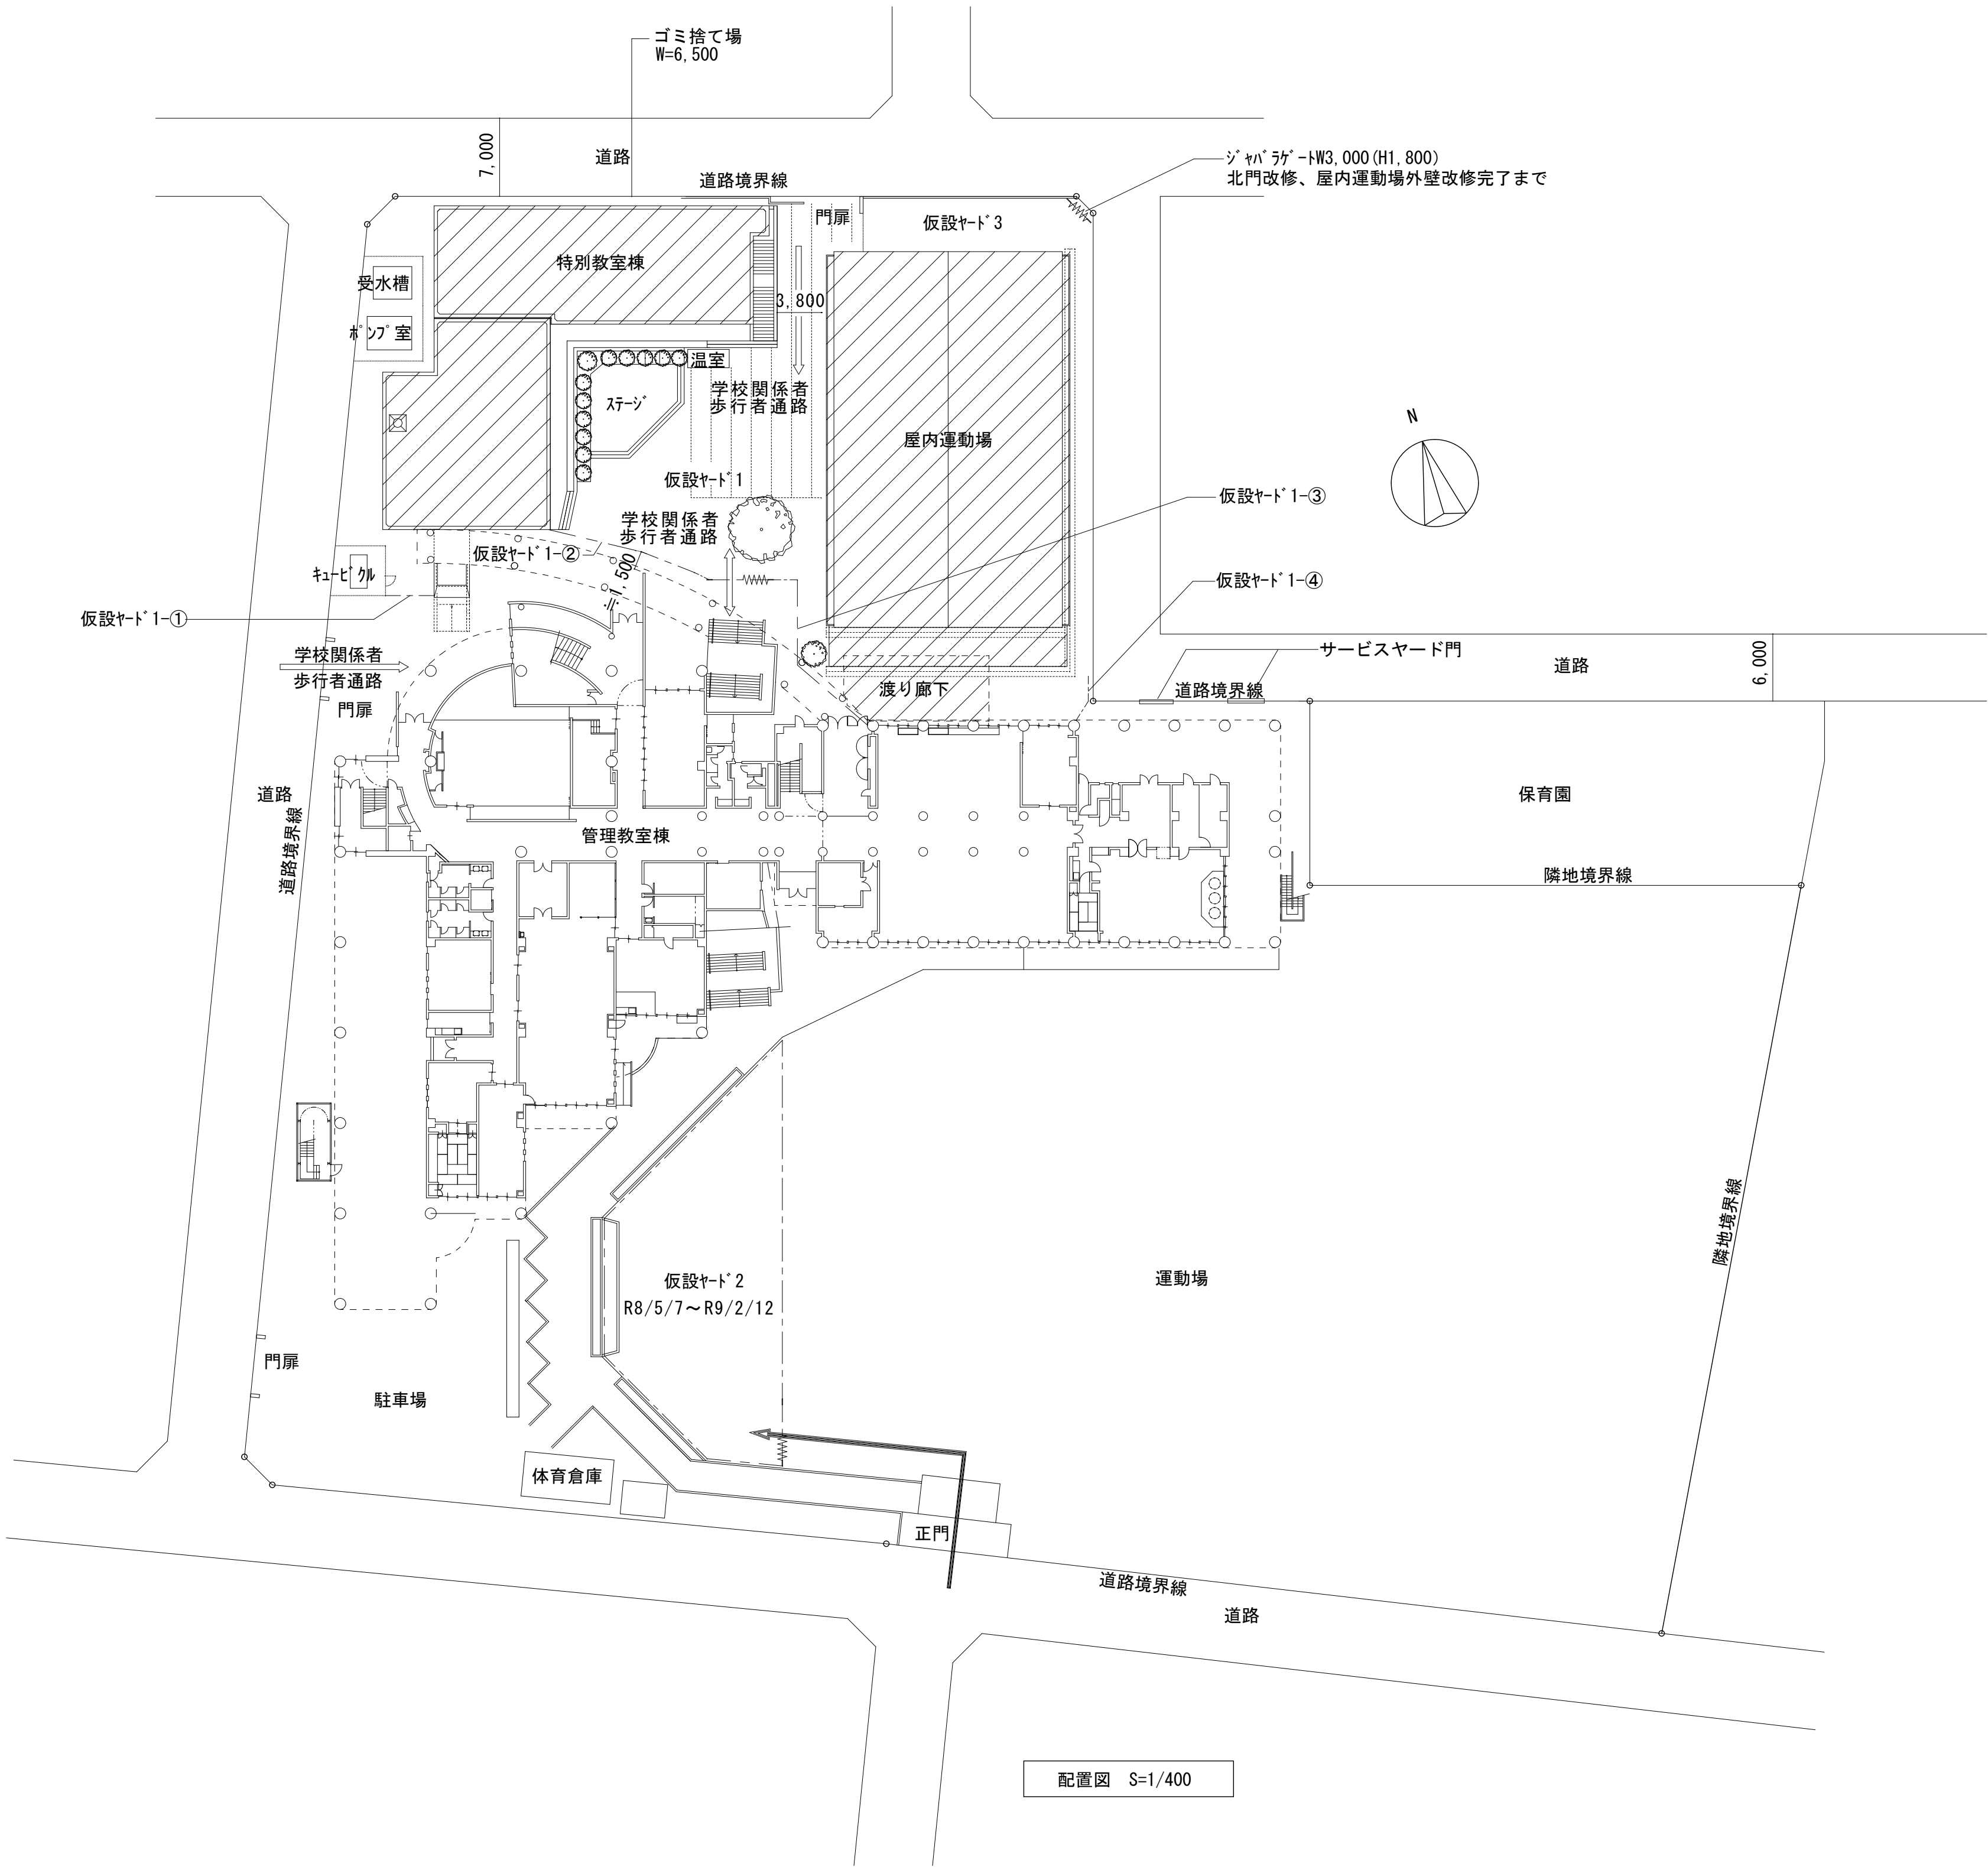 ゴミ捨て場
W=6,500
7,000
道路
道路境界線
ｼﾞｬﾊﾞﾗｹﾞｰﾄW3,000(H1,800)
北門改修、屋内運動場外壁改修完了まで
門扉
仮設ﾔｰﾄﾞ3
特別教室棟
受水槽
3,800
ﾎﾟﾝﾌﾟ室
温室
学校関係者
歩行者通路
ｽﾃｰｼﾞ
N
屋内運動場
仮設ﾔｰﾄﾞ1
仮設ﾔｰﾄﾞ1-③
学校関係者
歩行者通路
仮設ﾔｰﾄﾞ1-②
≒1,500
ｷｭｰﾋﾞｸﾙ
仮設ﾔｰﾄﾞ1-④
仮設ﾔｰﾄﾞ1-①
学校関係者
歩行者通路
サービスヤード門
道路
6,000
渡り廊下
道路境界線
門扉
道路
道路境界線
保育園
管理教室棟
隣地境界線
隣地境界線
仮設ﾔｰﾄﾞ2
R8/5/7～R9/2/12
運動場
門扉
駐車場
体育倉庫
正門
道路境界線
道路
配置図 S=1/400